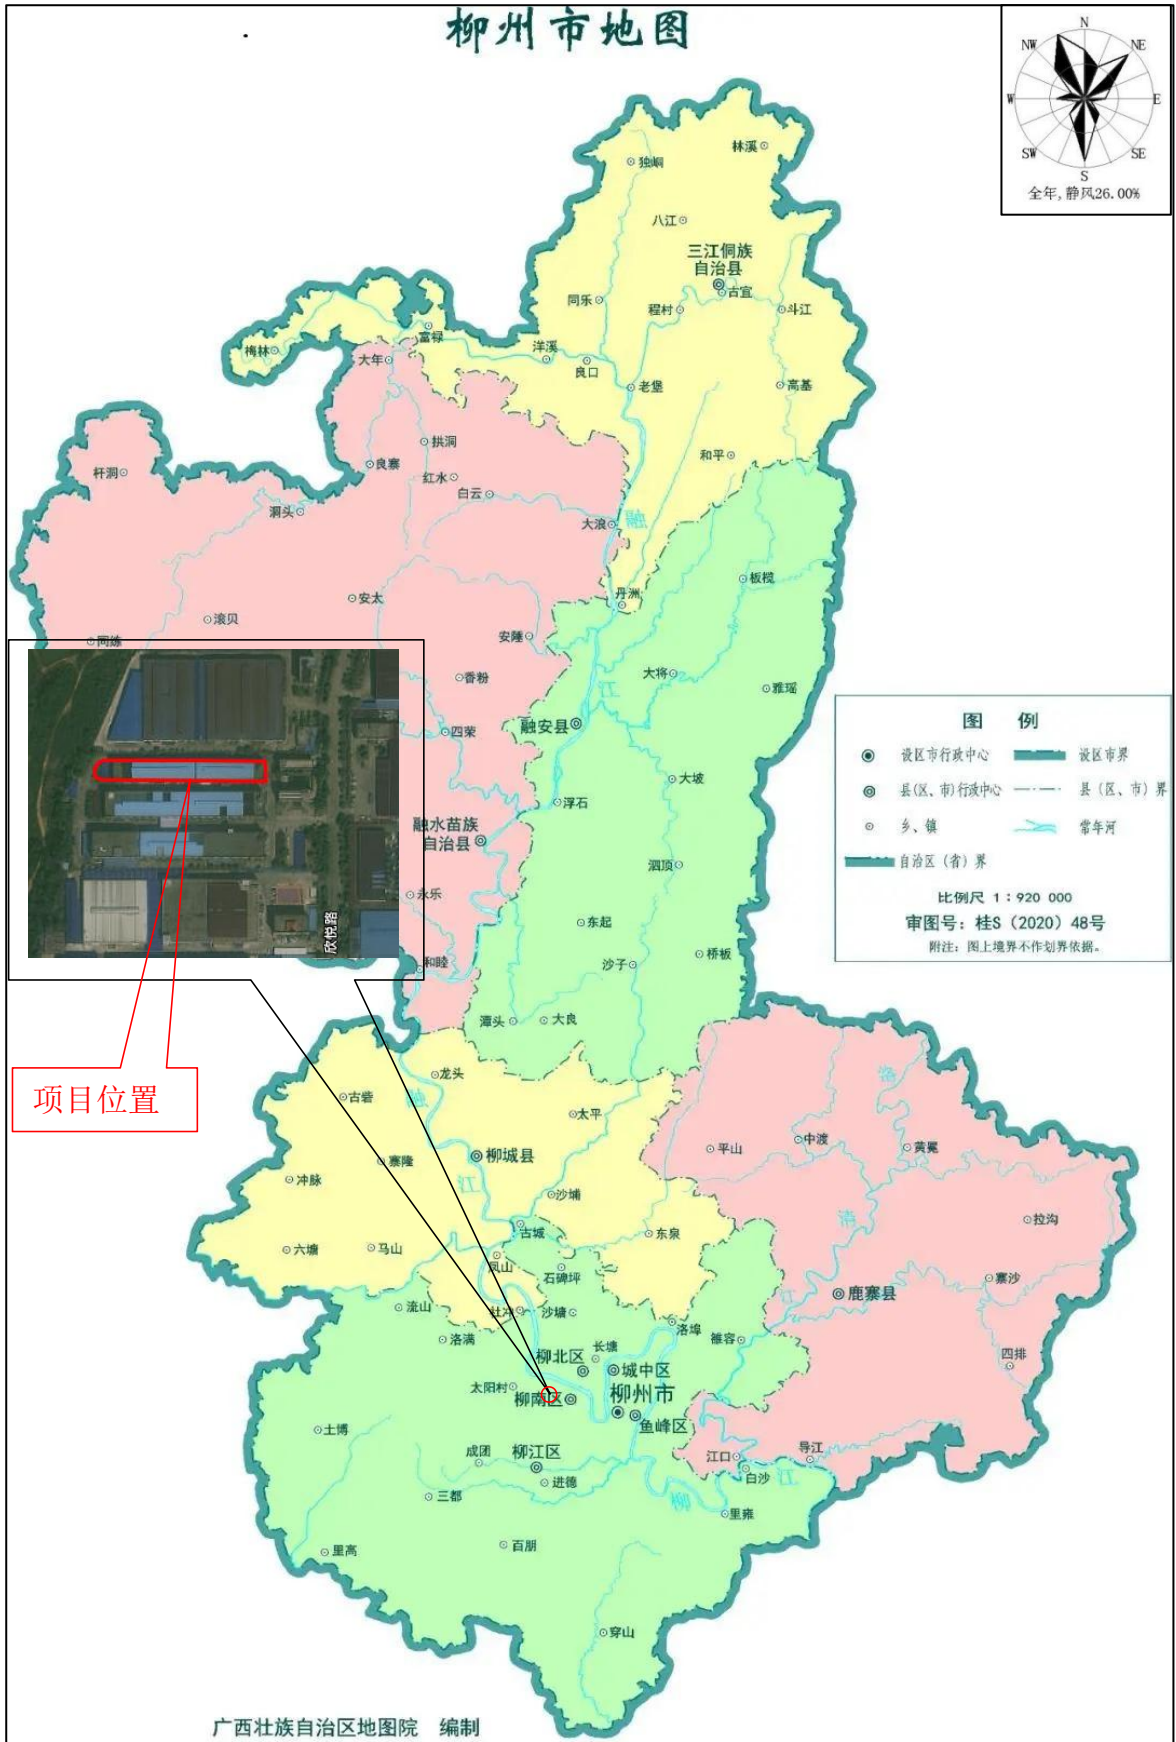 柳州市地图
N
NW
NE
W
E
SW
SE
S
全年,静风26.00%
林溪
独峒
八江
三江侗族
自治县
古宜
同乐
程村
斗江
富禄
梅林
大年
洋溪
良口
老堡
高基
拱洞
和平
杆洞
良寨
红水
白云
洞头
大浪
融
板榄
安太
丹洲
滚贝
安陲
同练
大将
香粉
江
雅瑶
融安县
四荣
大坡
浮石
融水苗族
自治县
泗顶
永乐
东起
桥板
沙子
和睦
潭头
大良
欣悦路
项目位置
图 例
设区市行政中心
设区市界
县(区、市)行政中心
县(区、市)界
乡、镇
常年河
自治区(省)界
比例尺 1:920 000
审图号:桂S(2020)48号
附注:图上境界不作划界依据。
龙头
洛
古砦
融
太平
中渡
黄冕
平山
柳城县
寨隆
冲脉
江
沙埔
清
拉沟
古城
东泉
六塘
马山
凤山
石碑坪
寨沙
江
鹿寨县
流山
社冲
沙塘
洛埠
洛满
雒容
长塘
四排
柳北区
城中区
太阳村
柳南区
柳州市
鱼峰区
土博
成团
柳江区
江口
导江
进德
白沙
江
三都
柳
里雍
里高
百朋
穿山
广西壮族自治区地图院 编制